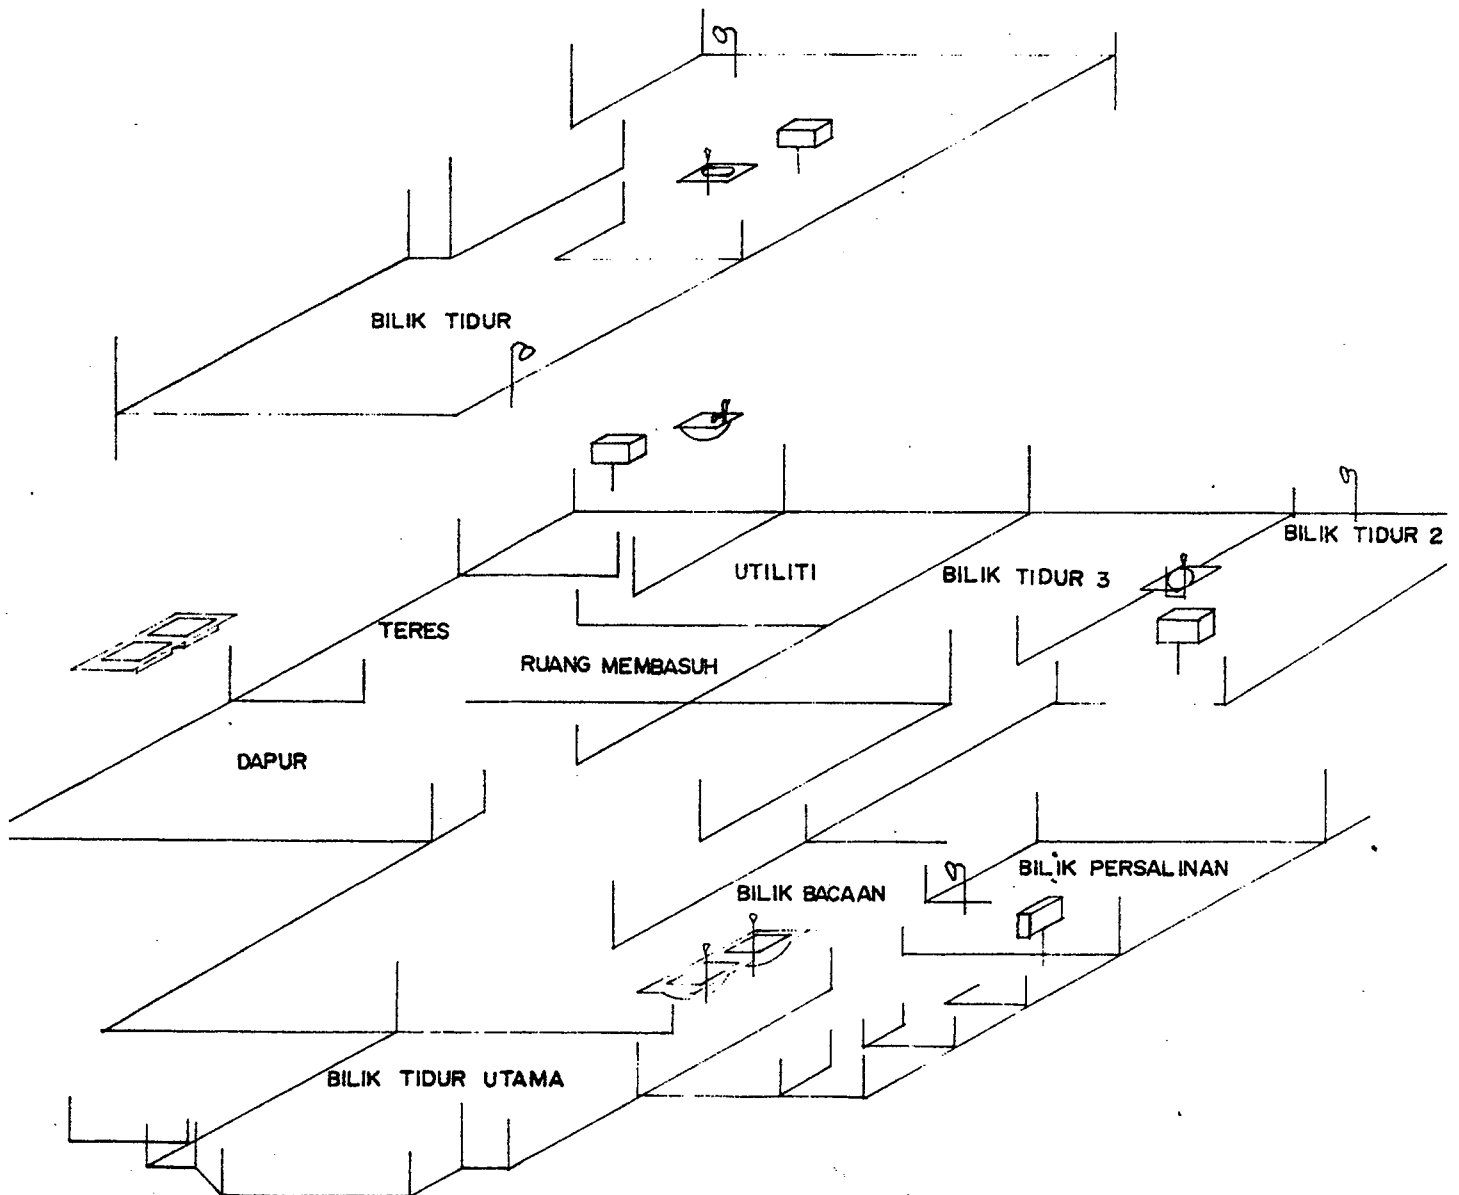 BILIK TIDUR
BILIK TIDUR 2
UTILITI
BILIK TIDUR 3
TERES
RUANG MEMBASUH
DAPUR
BILIK PERSALINAN
BILIK BACAAN
BILIK TIDUR UTAMA